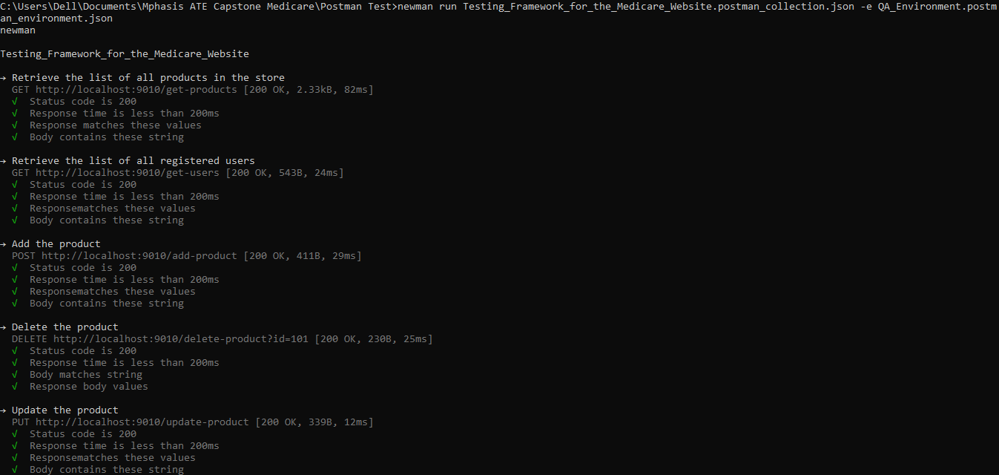 C:\Users\Dell\Documents\Mphasis ATE Capstone Medicare\Postman Test>newman run Testing_Framework_for_the_Medicare_Website.postman_collection.json -e QA_Environment.postm
an_environment.json
newman
Testing_Framework_for_the_Medicare_Website
→ Retrieve the list of all products in the store
GET http://localhost:9010/get-products [200 OK, 2.33kB, 82ms]
√ Status code is 200
√ Response time is less than 200ms
√ Response matches these values
√ Body contains these string
→ Retrieve the list of all registered users
GET http://localhost:9010/get-users [200 OK, 543B, 24ms]
√ Status code is 200
√ Response time is less than 200ms
√ Responsematches these values
√ Body contains these string
→ Add the product
POST http://localhost:9010/add-product [200 OK, 411B, 29ms]
√ Status code is 200
√ Response time is less than 200ms
√ Responsematches these values
√ Body contains these string
→ Delete the product
DELETE http://localhost:9010/delete-product?id=101 [200 OK, 230B, 25ms]
√ Status code is 200
√ Response time is less than 200ms
√ Body matches string
√ Response body values
→ Update the product
PUT http://localhost:9010/update-product [200 OK, 339B, 12ms]
√ Status code is 200
√ Response time is less than 200ms
√ Responsematches these values
√ Body contains these string